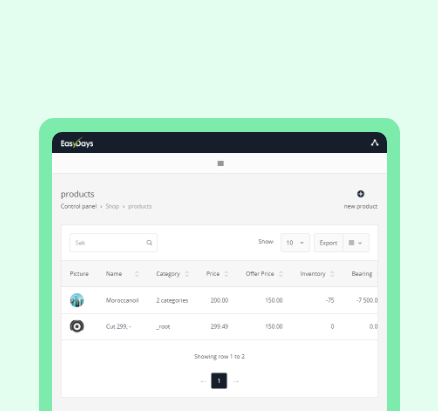 EasyDays
products
Control panel › Shop › products
new product
Søk
Show: 10 Export
Picture Name Category Price Offer Price Inventory Bearing
Moroccanoil 2 categories 200.00 150.00 -75 -7 500.0
Cut 299, - _root 299.49 150.00 0 0.0
Showing row 1 to 2
← 1 →